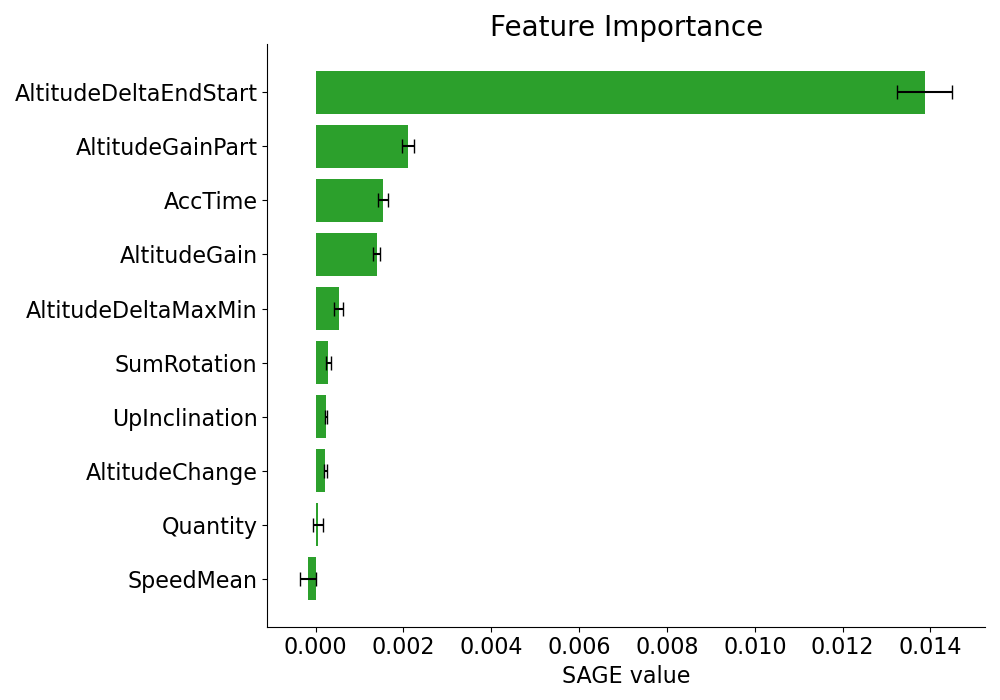 Feature Importance
AltitudeDeltaEndStart
AltitudeGainPart
AccTime
AltitudeGain
AltitudeDeltaMaxMin
SumRotation
UpInclination
AltitudeChange
Quantity
SpeedMean
0.000 0.002 0.004 0.006 0.008 0.010 0.012 0.014
SAGE value